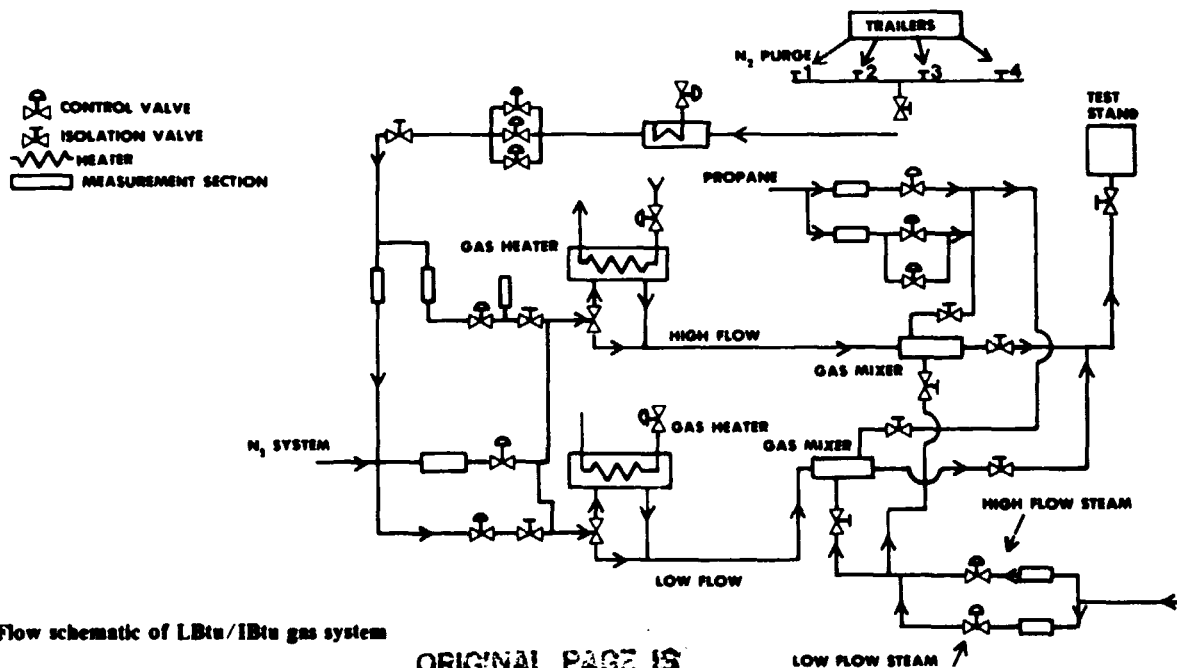 TRAILERS
N2 PURGE
1 2 3 4
CONTROL VALVE
ISOLATION VALVE
HEATER
MEASUREMENT SECTION
TEST
STAND
PROPANE
GAS HEATER
HIGH FLOW
GAS MIXER
GAS HEATER
GAS MIXER
N2 SYSTEM
HIGH FLOW STEAM
LOW FLOW
Flow schematic of LBtu/IBtu gas system
ORIGINAL PAGE IS
LOW FLOW STEAM